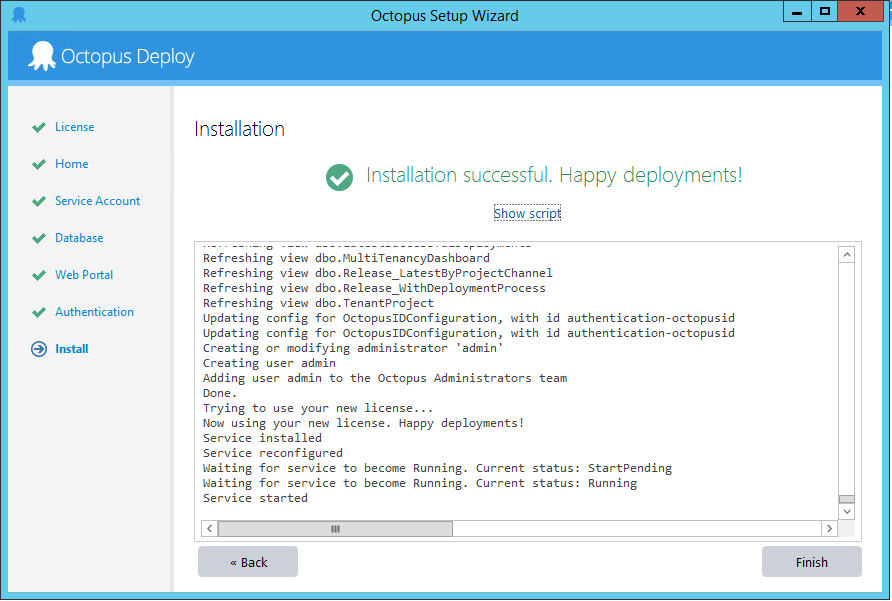 Octopus Setup Wizard
Octopus Deploy
License
Home
Service Account
Database
Web Portal
Authentication
Install
Installation
Installation successful. Happy deployments!
Show script
Refreshing view dbo.MultiTenancyDashboard
Refreshing view dbo.Release_LatestByProjectChannel
Refreshing view dbo.Release_WithDeploymentProcess
Refreshing view dbo.TenantProject
Updating config for OctopusIDConfiguration, with id authentication-octopusid
Updating config for OctopusIDConfiguration, with id authentication-octopusid
Creating or modifying administrator 'admin'
Creating user admin
Adding user admin to the Octopus Administrators team
Done.
Trying to use your new license...
Now using your new license. Happy deployments!
Service installed
Service reconfigured
Waiting for service to become Running. Current status: StartPending
Waiting for service to become Running. Current status: Running
Service started
« Back
Finish